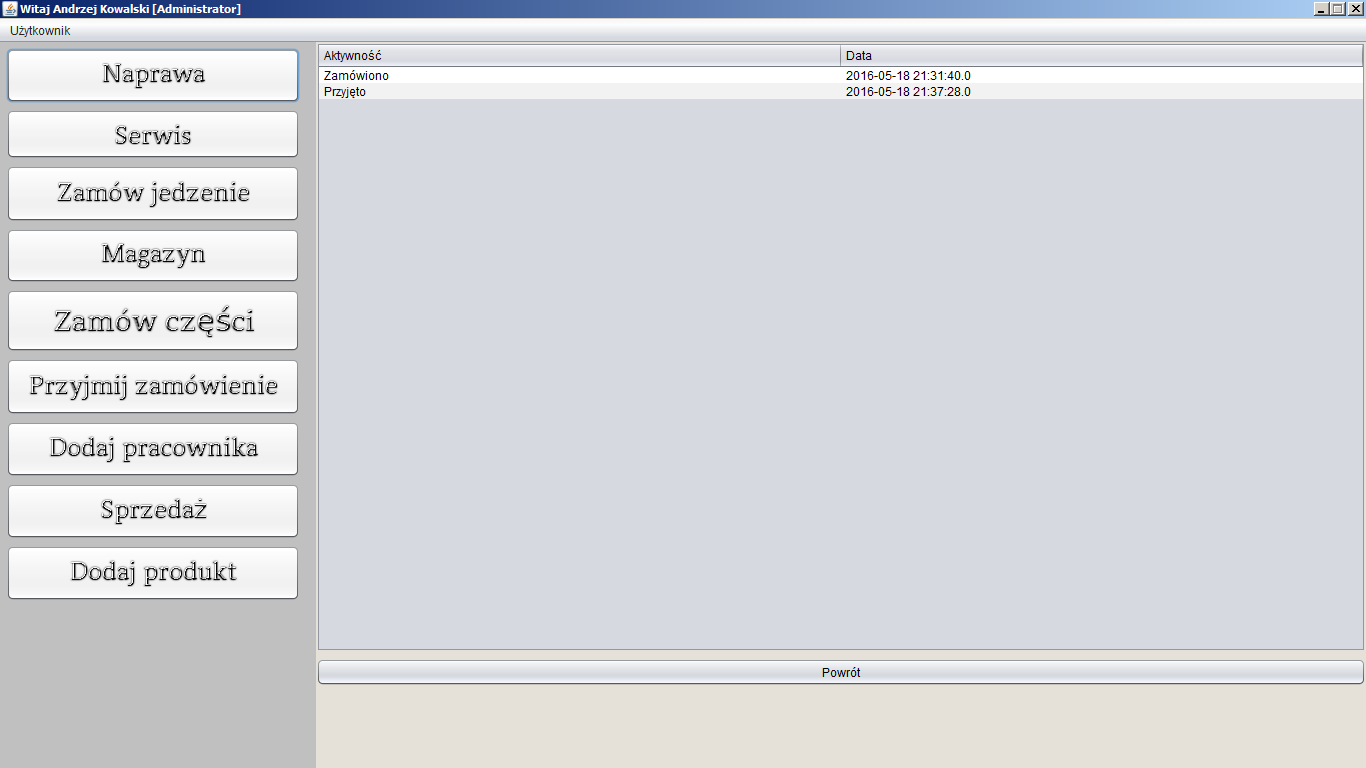 Witaj Andrzej Kowalski [Administrator]
Użytkownik
Naprawa
Serwis
Zamów jedzenie
Magazyn
Zamów części
Przyjmij zamówienie
Dodaj pracownika
Sprzedaż
Dodaj produkt
Aktywność Data
Zamówiono 2016-05-18 21:31:40.0
Przyjęto 2016-05-18 21:37:28.0
Powrót